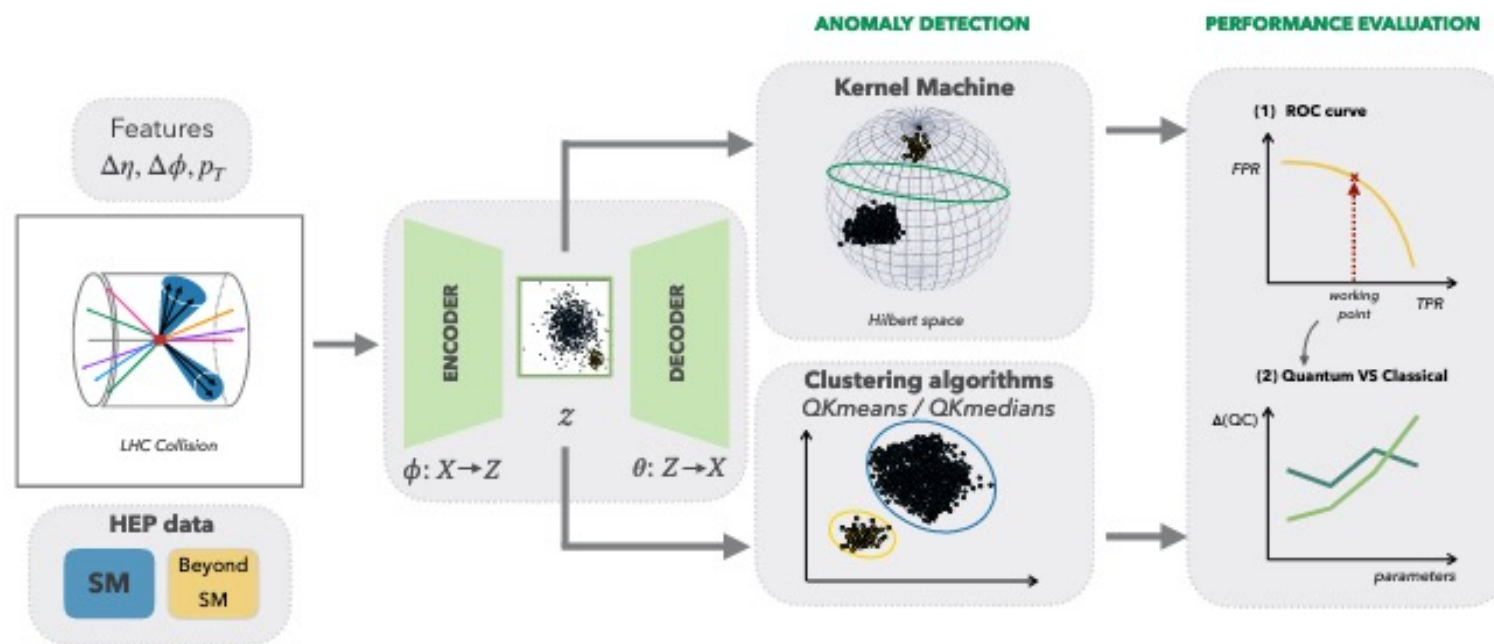 Features
Δη, Δϕ, p_T
LHC Collision
HEP data
SM
Beyond
SM
ENCODER
z
DECODER
ϕ: X→Z
θ: Z→X
ANOMALY DETECTION
Kernel Machine
Hilbert space
Clustering algorithms
QKmeans / QKmedians
PERFORMANCE EVALUATION
(1) ROC curve
FPR
working
point
TPR
(2) Quantum VS Classical
Δ(QC)
parameters